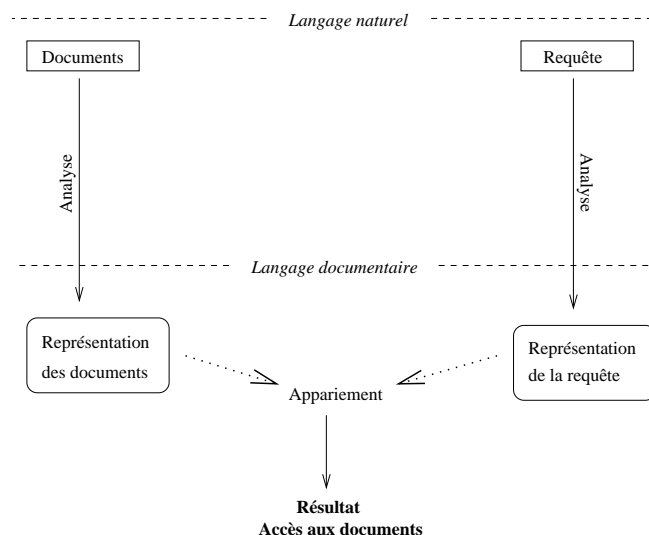 Langage naturel
Documents
Requête
Analyse
Analyse
Langage documentaire
Représentation
des documents
Représentation
de la requête
Appariement
Résultat
Accès aux documents